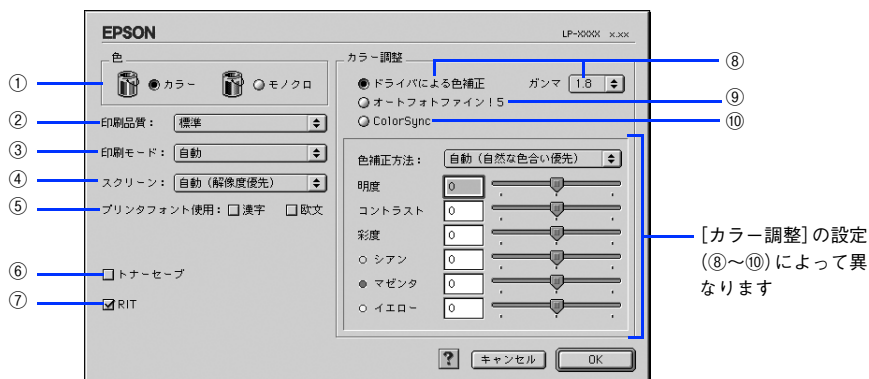 EPSON
LP-XXXX x.xx
色
① ◉ カラー ○ モノクロ
② 印刷品質： 標準
③ 印刷モード： 自動
④ スクリーン： 自動（解像度優先）
⑤ プリンタフォント使用： □ 漢字 □ 欧文
⑥ □ トナーセーブ
⑦ ☑ RIT
カラー調整
◉ ドライバによる色補正 ガンマ 1.8 ⑧
○ オートフォトファイン！5 ⑨
○ ColorSync ⑩
色補正方法： 自動（自然な色合い優先）
明度 0
コントラスト 0
彩度 0
○ シアン 0
● マゼンタ 0
○ イエロー 0
? キャンセル OK
［カラー調整］の設定
（⑧～⑩）によって異
なります